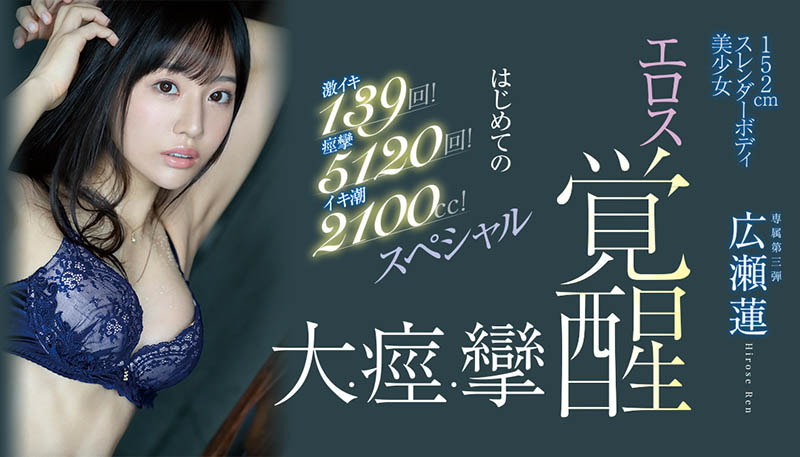 152cm
スレンダーボディ
美少女
専属第三弾
広瀬蓮
Hirose Ren
エロス
覚醒
はじめての
大・痙・攣
スペシャル
激イキ
139回!
痙攣
5120回!
イキ潮
2100cc!